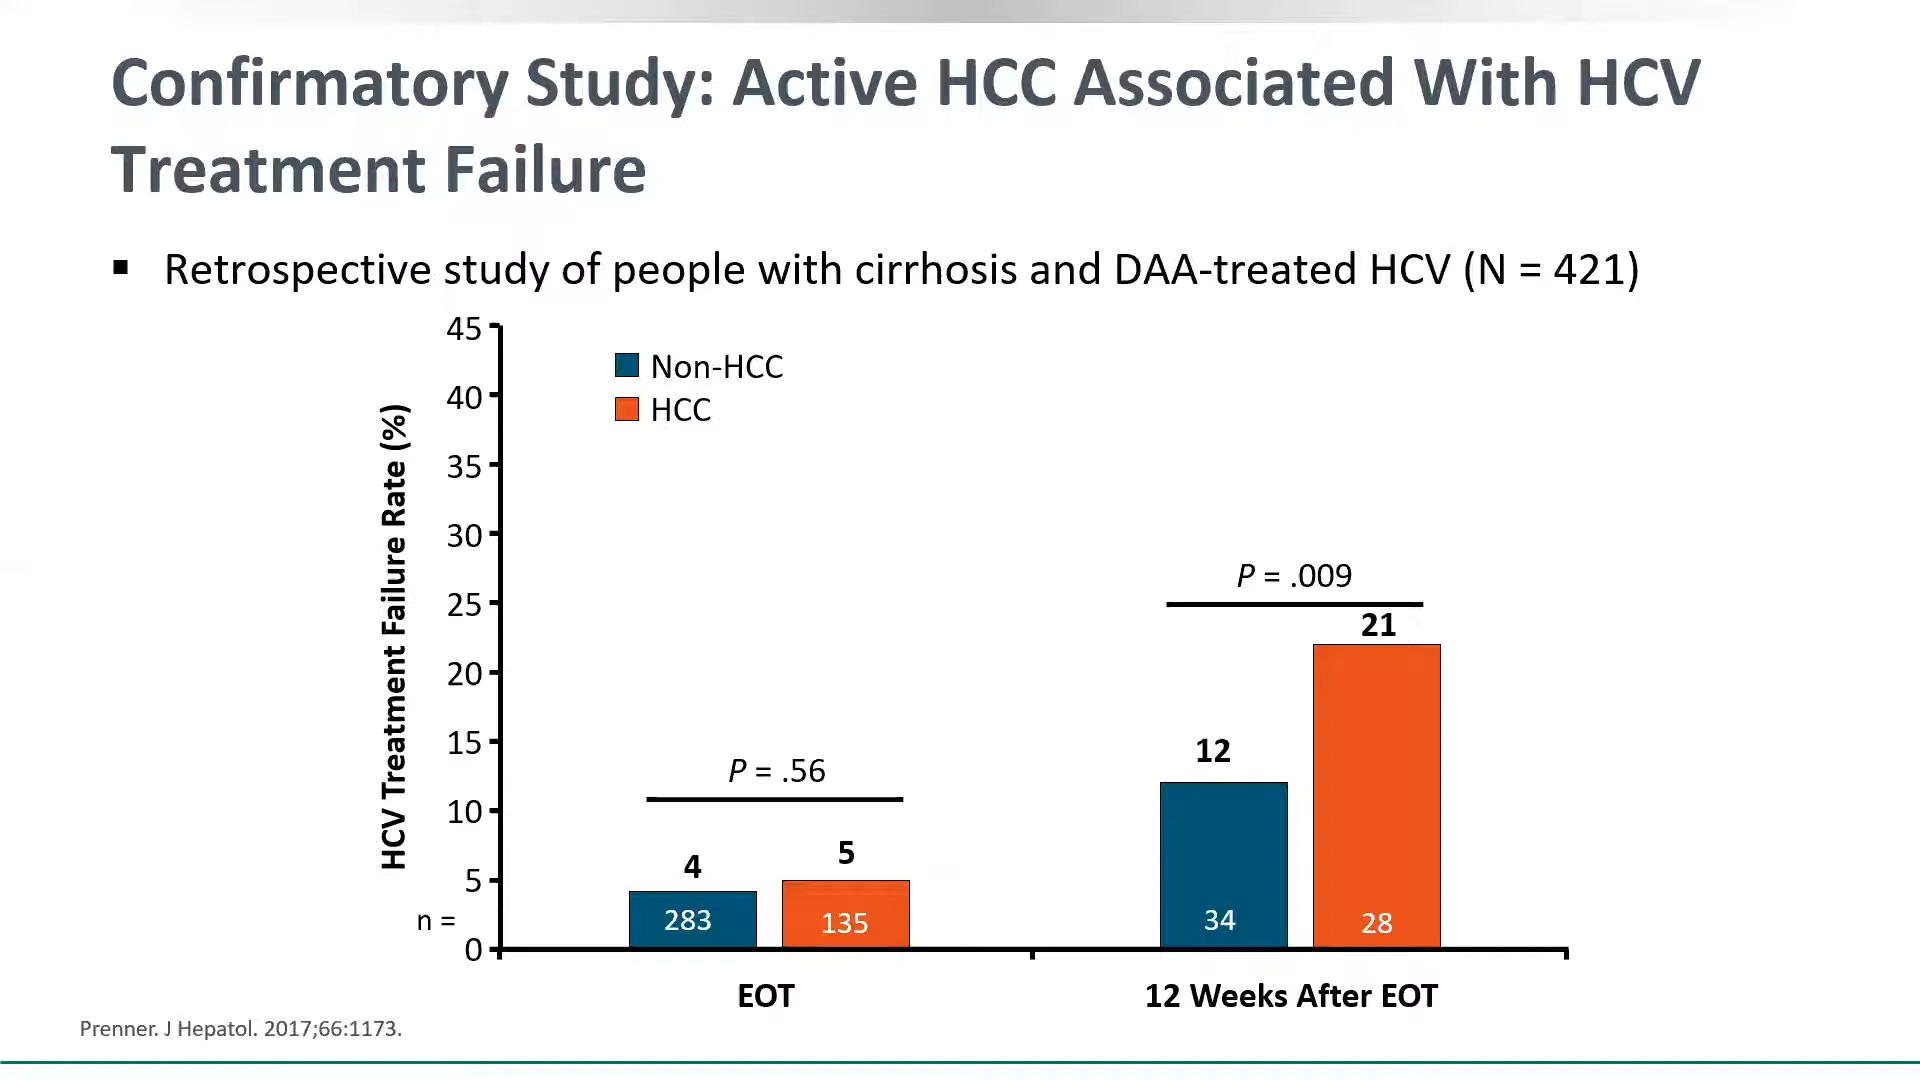 Confirmatory Study: Active HCC Associated With HCV
Treatment Failure
▪ Retrospective study of people with cirrhosis and DAA-treated HCV (N = 421)
HCV Treatment Failure Rate (%)
45
40
35
30
25
20
15
10
5
0
n =
Non-HCC
HCC
P = .56
4
5
283
135
P = .009
12
21
34
28
EOT
12 Weeks After EOT
Prenner. J Hepatol. 2017;66:1173.